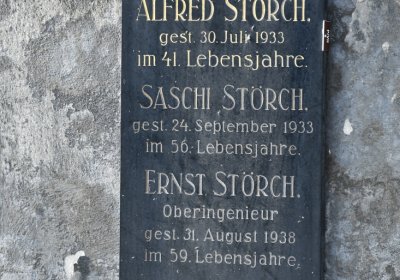 ALFRED STÖRCH.
gest. 30. Juli 1933
im 41. Lebensjahre.
SASCHI STÖRCH.
gest. 24. September 1933
im 56. Lebensjahre.
ERNST STÖRCH.
Oberingenieur
gest. 31. August 1938
im 59. Lebensjahre.